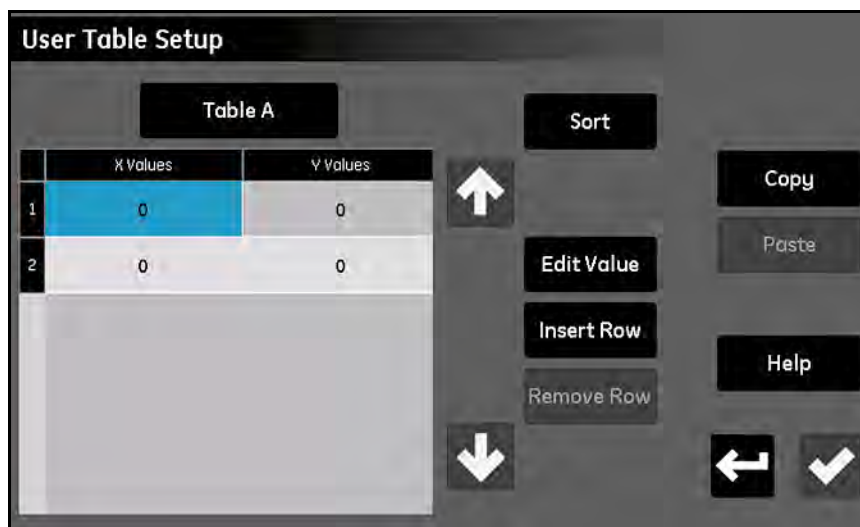 User Table Setup
Table A
Sort
X Values Y Values
Copy
1 0 0
Paste
2 0 0
Edit Value
Insert Row
Help
Remove Row